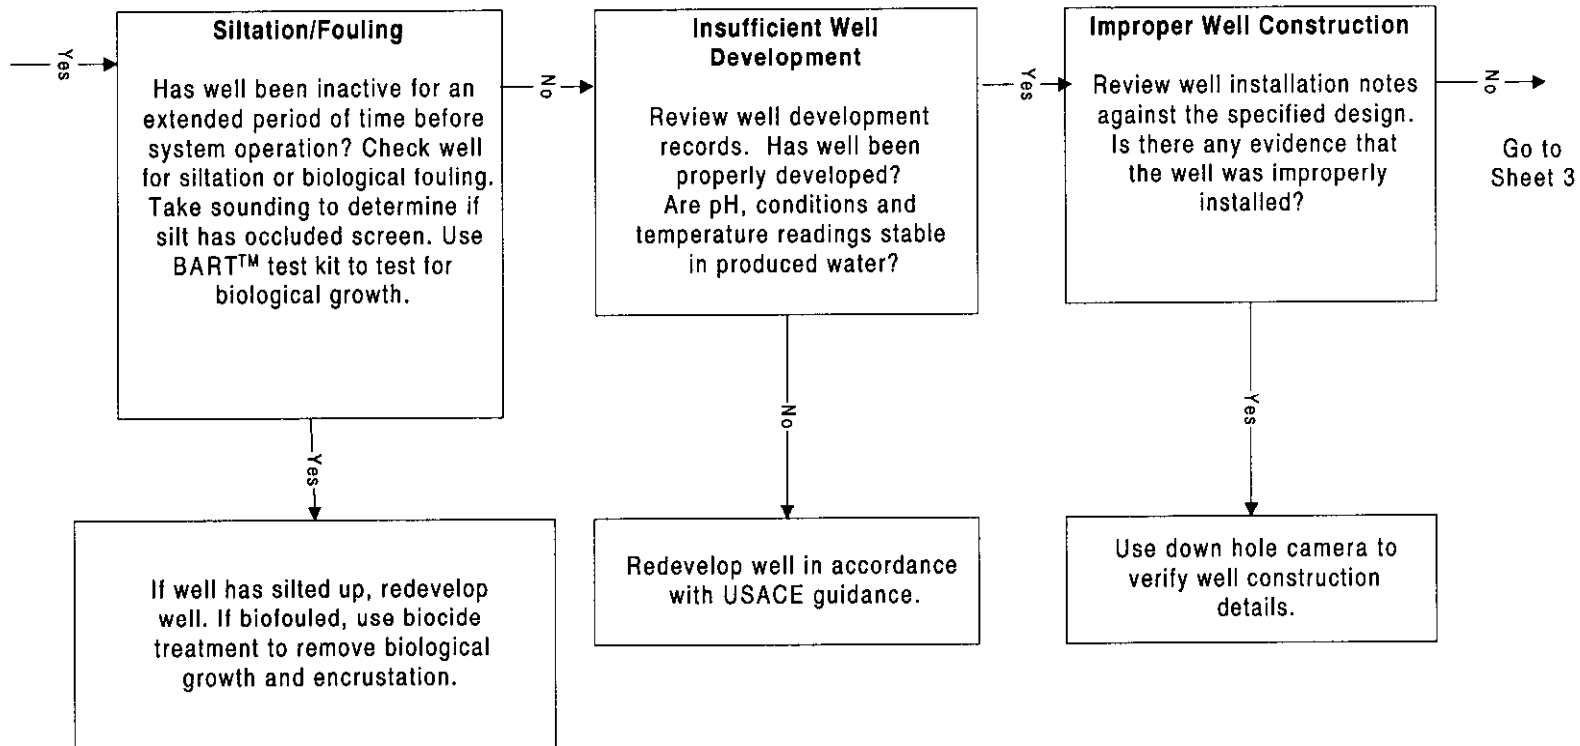 Yes
Siltation/Fouling
Has well been inactive for an
extended period of time before
system operation? Check well
for siltation or biological fouling.
Take sounding to determine if
silt has occluded screen. Use
BART™ test kit to test for
biological growth.
No
Insufficient Well
Development
Review well development
records. Has well been
properly developed?
Are pH, conditions and
temperature readings stable
in produced water?
Yes
Improper Well Construction
Review well installation notes
against the specified design.
Is there any evidence that
the well was improperly
installed?
No
Go to
Sheet 3
Yes
No
Yes
If well has silted up, redevelop
well. If biofouled, use biocide
treatment to remove biological
growth and encrustation.
Redevelop well in accordance
with USACE guidance.
Use down hole camera to
verify well construction
details.